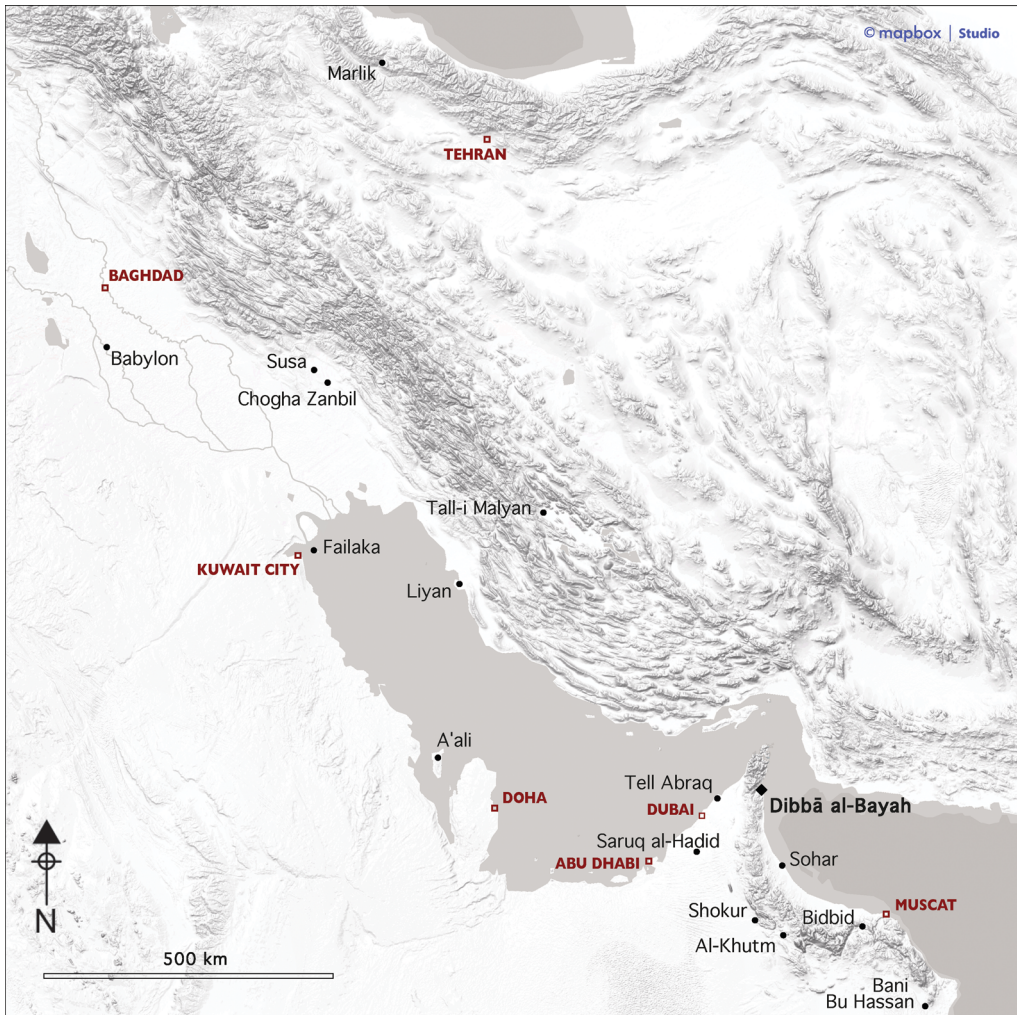 © mapbox | Studio
Marlik
TEHRAN
BAGHDAD
Babylon
Susa
Chogha Zanbil
Tall-i Malyan
Failaka
KUWAIT CITY
Liyan
A'ali
Tell Abraq
DOHA
DUBAI
Dibbā al-Bayah
Saruq al-Hadid
ABU DHABI
Sohar
MUSCAT
Shokur
Bidbid
Al-Khutm
N
500 km
Bani
Bu Hassan